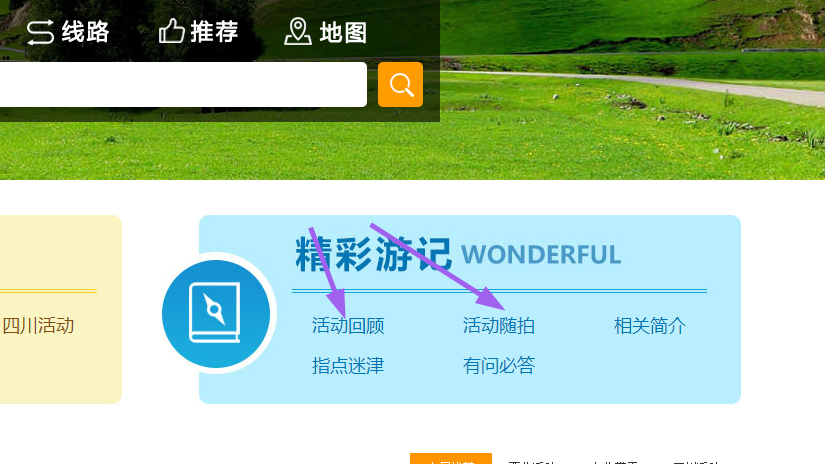 线路 推荐 地图
精彩游记 WONDERFUL
四川活动 活动回顾 活动随拍 相关简介
指点迷津 有问必答